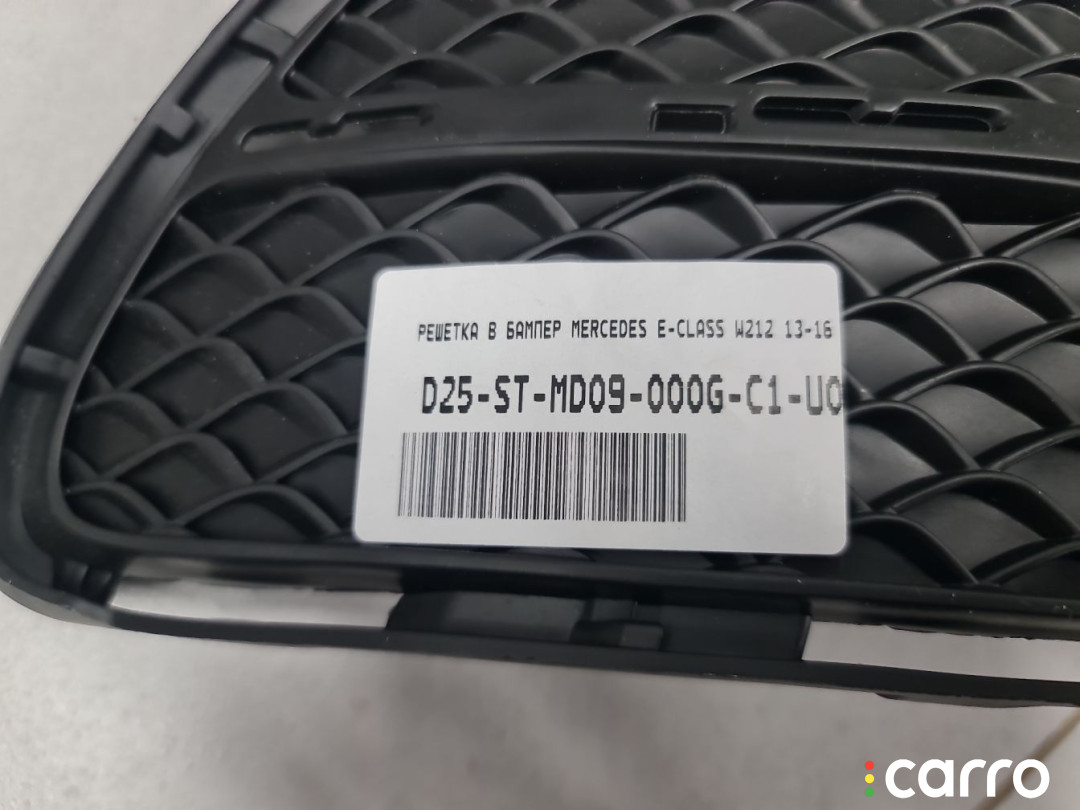 РЕШЕТКА В БАМПЕР MERCEDES E-CLASS W212 13-16
D25-ST-MD09-000G-C1-U0
carro